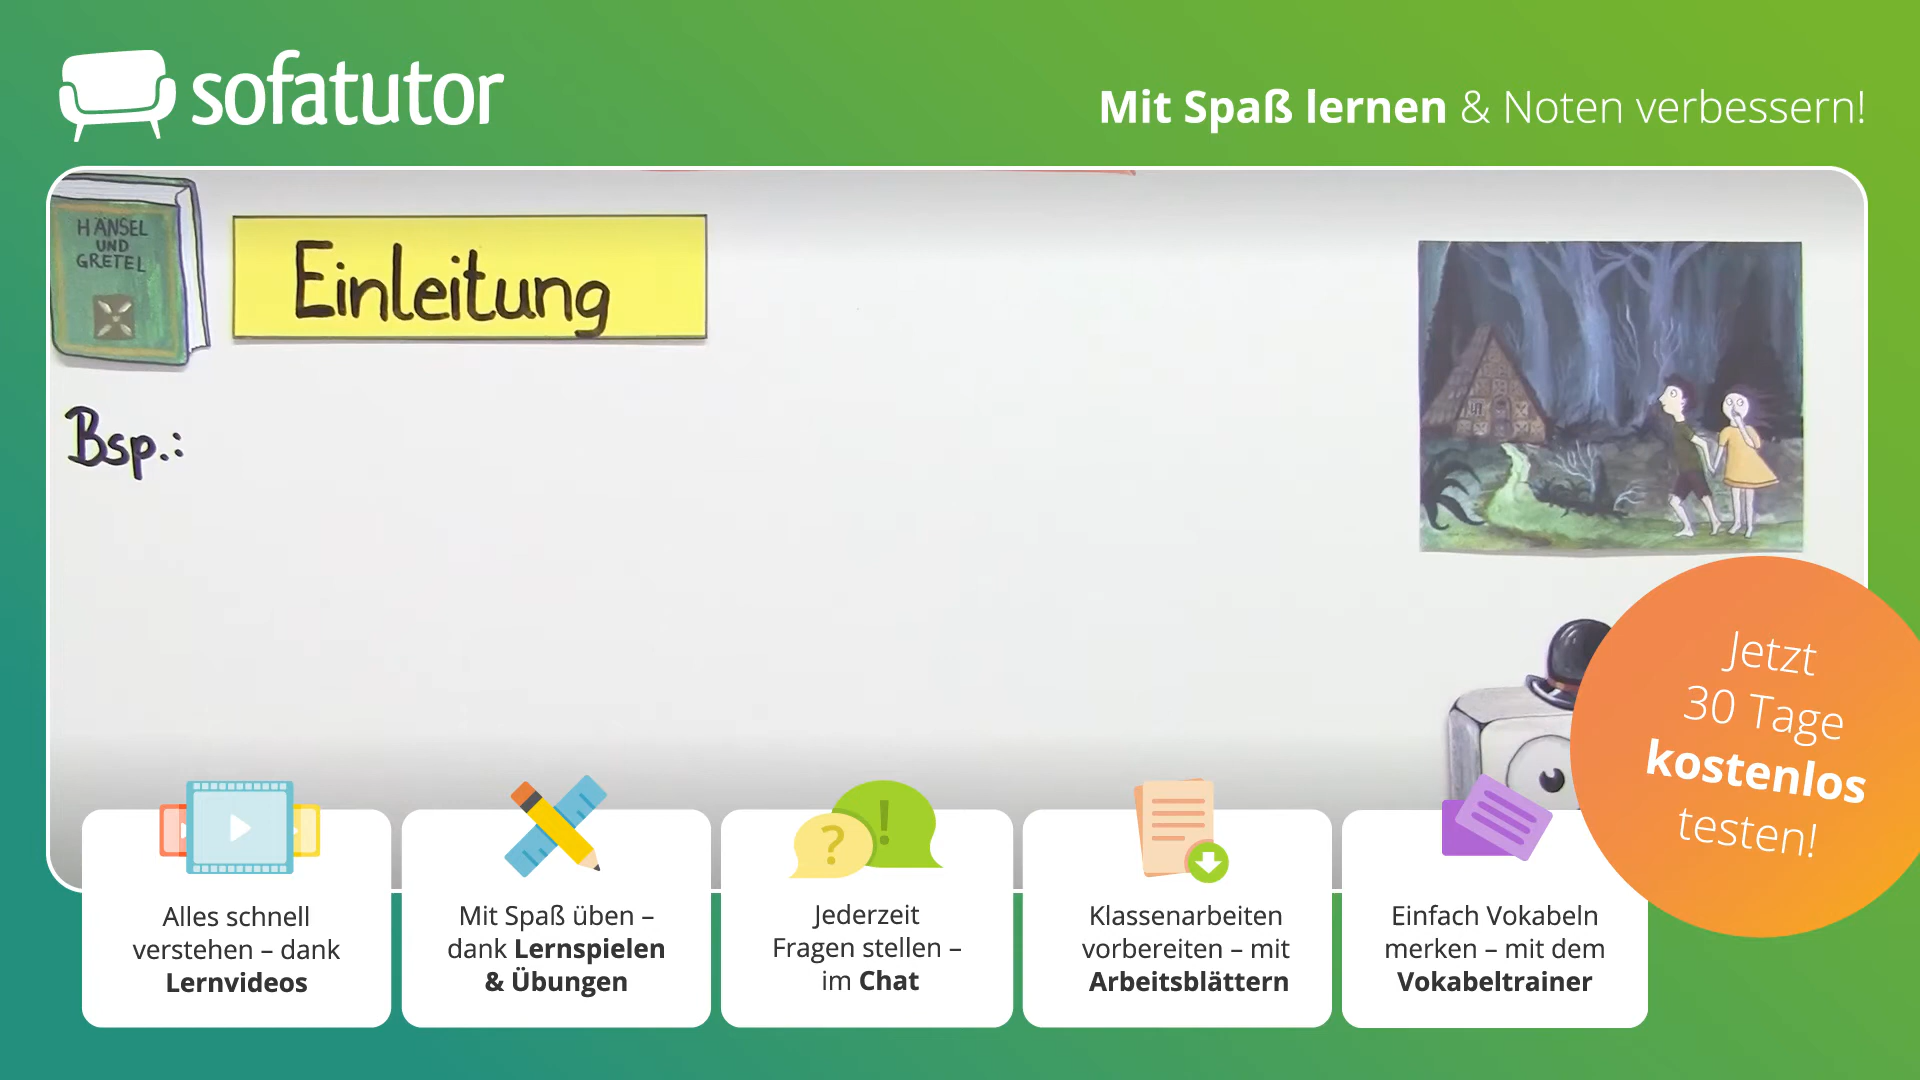 sofatutor
Mit Spaß lernen & Noten verbessern!
HÄNSEL
UND
GRETEL
Einleitung
Bsp.:
Jetzt
30 Tage
kostenlos
testen!
?
!
Alles schnell
verstehen – dank
Lernvideos
Mit Spaß üben –
dank Lernspielen
& Übungen
Jederzeit
Fragen stellen –
im Chat
Klassenarbeiten
vorbereiten – mit
Arbeitsblättern
Einfach Vokabeln
merken – mit dem
Vokabeltrainer